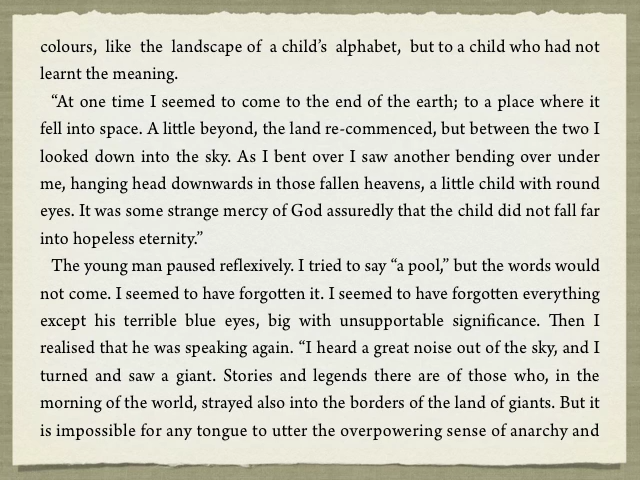 colours, like the landscape of a child’s alphabet, but to a child who had not
learnt the meaning.
“At one time I seemed to come to the end of the earth; to a place where it
fell into space. A little beyond, the land re-commenced, but between the two I
looked down into the sky. As I bent over I saw another bending over under
me, hanging head downwards in those fallen heavens, a little child with round
eyes. It was some strange mercy of God assuredly that the child did not fall far
into hopeless eternity.”
The young man paused reflexively. I tried to say “a pool,” but the words would
not come. I seemed to have forgotten it. I seemed to have forgotten everything
except his terrible blue eyes, big with unsupportable significance. Then I
realised that he was speaking again. “I heard a great noise out of the sky, and I
turned and saw a giant. Stories and legends there are of those who, in the
morning of the world, strayed also into the borders of the land of giants. But it
is impossible for any tongue to utter the overpowering sense of anarchy and